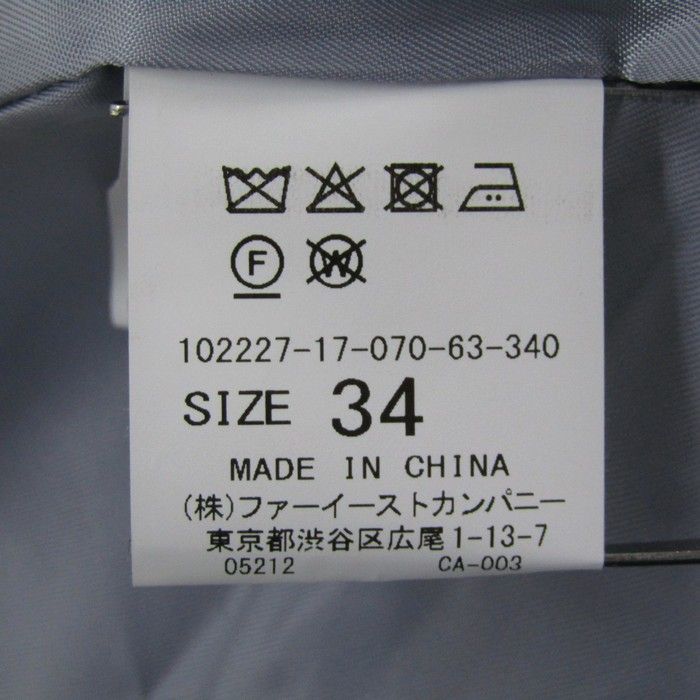 F W
102227-17-070-63-340
SIZE 34
MADE IN CHINA
(株)ファーイーストカンパニー
東京都渋谷区広尾1-13-7
05212 CA-003